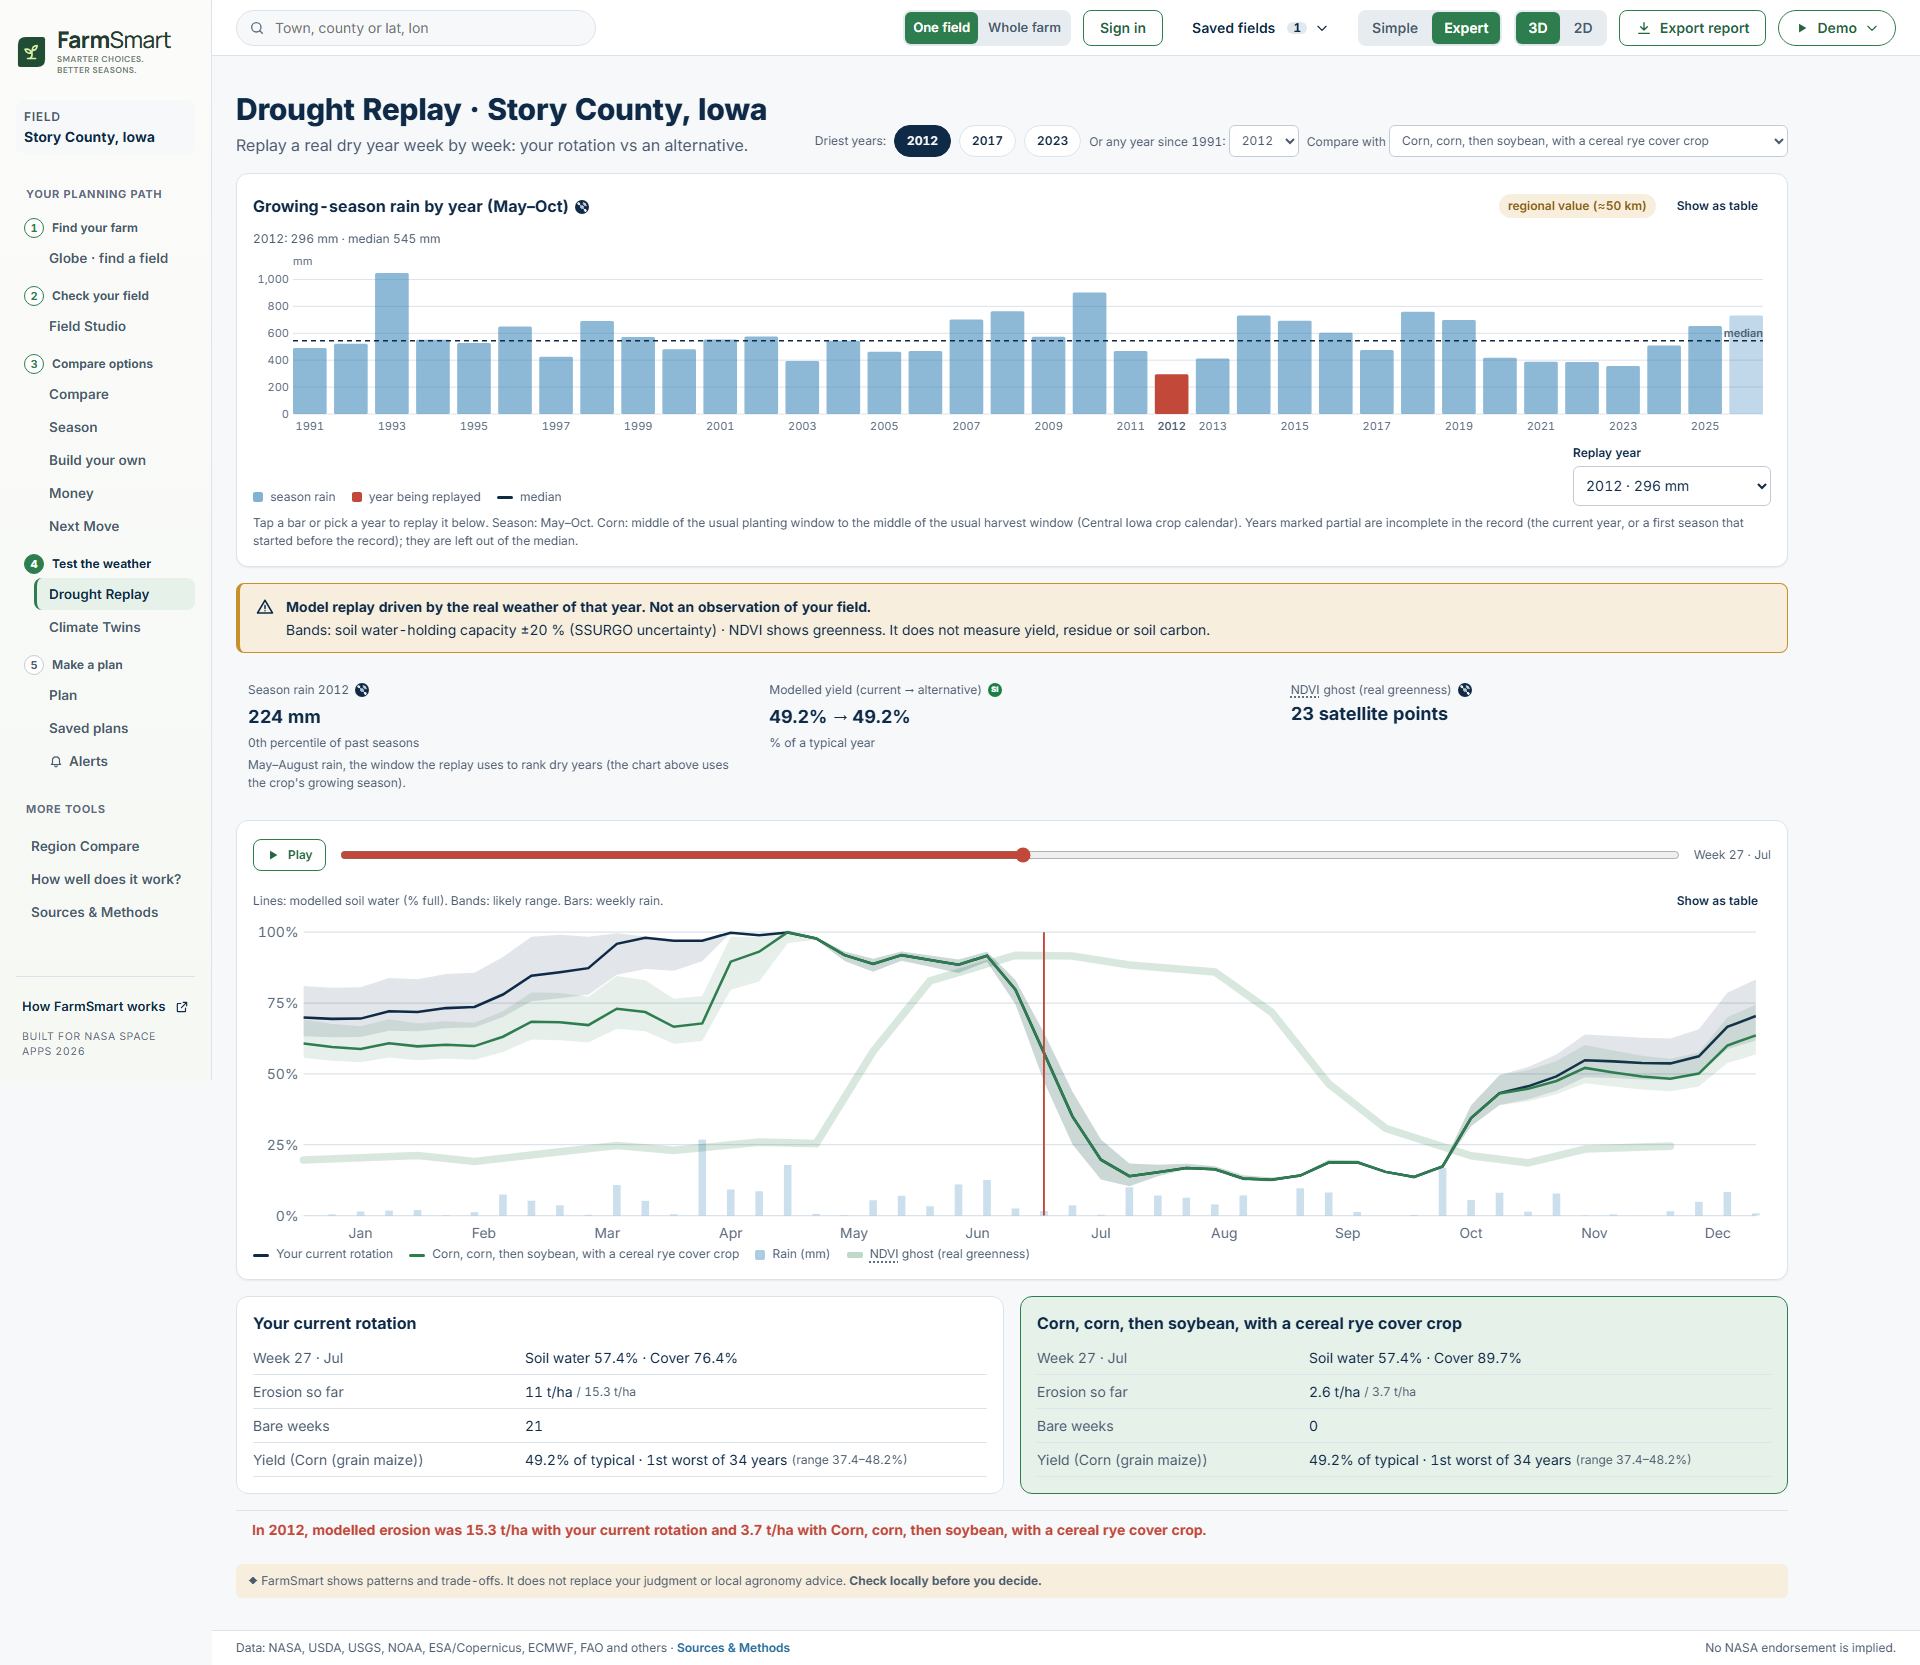 FarmSmart
SMARTER CHOICES.
BETTER SEASONS.
FIELD
Story County, Iowa
YOUR PLANNING PATH
1 Find your farm
Globe · find a field
2 Check your field
Field Studio
3 Compare options
Compare
Season
Build your own
Money
Next Move
4 Test the weather
Drought Replay
Climate Twins
5 Make a plan
Plan
Saved plans
Alerts
MORE TOOLS
Region Compare
How well does it work?
Sources & Methods
How FarmSmart works
BUILT FOR NASA SPACE
APPS 2026
Town, county or lat, lon
One field Whole farm Sign in Saved fields 1 Simple Expert 3D 2D Export report Demo
Drought Replay · Story County, Iowa
Replay a real dry year week by week: your rotation vs an alternative.
Driest years: 2012 2017 2023 Or any year since 1991: 2012 Compare with Corn, corn, then soybean, with a cereal rye cover crop
Growing-season rain by year (May–Oct)
regional value (≈50 km) Show as table
2012: 296 mm · median 545 mm
mm
1,000
800
600
400
200
0
median
1991 1993 1995 1997 1999 2001 2003 2005 2007 2009 2011 2012 2013 2015 2017 2019 2021 2023 2025
Replay year
2012 · 296 mm
season rain year being replayed median
Tap a bar or pick a year to replay it below. Season: May–Oct. Corn: middle of the usual planting window to the middle of the usual harvest window (Central Iowa crop calendar). Years marked partial are incomplete in the record (the current year, or a first season that
started before the record); they are left out of the median.
Model replay driven by the real weather of that year. Not an observation of your field.
Bands: soil water-holding capacity ±20 % (SSURGO uncertainty) · NDVI shows greenness. It does not measure yield, residue or soil carbon.
Season rain 2012
224 mm
0th percentile of past seasons
May–August rain, the window the replay uses to rank dry years (the chart above uses
the crop's growing season).
Modelled yield (current → alternative) SI
49.2% → 49.2%
% of a typical year
NDVI ghost (real greenness)
23 satellite points
Play
Week 27 · Jul
Lines: modelled soil water (% full). Bands: likely range. Bars: weekly rain.
Show as table
100%
75%
50%
25%
0%
Jan Feb Mar Apr May Jun Jul Aug Sep Oct Nov Dec
Your current rotation Corn, corn, then soybean, with a cereal rye cover crop Rain (mm) NDVI ghost (real greenness)
Your current rotation
Week 27 · Jul Soil water 57.4% · Cover 76.4%
Erosion so far 11 t/ha / 15.3 t/ha
Bare weeks 21
Yield (Corn (grain maize)) 49.2% of typical · 1st worst of 34 years (range 37.4–48.2%)
Corn, corn, then soybean, with a cereal rye cover crop
Week 27 · Jul Soil water 57.4% · Cover 89.7%
Erosion so far 2.6 t/ha / 3.7 t/ha
Bare weeks 0
Yield (Corn (grain maize)) 49.2% of typical · 1st worst of 34 years (range 37.4–48.2%)
In 2012, modelled erosion was 15.3 t/ha with your current rotation and 3.7 t/ha with Corn, corn, then soybean, with a cereal rye cover crop.
FarmSmart shows patterns and trade-offs. It does not replace your judgment or local agronomy advice. Check locally before you decide.
Data: NASA, USDA, USGS, NOAA, ESA/Copernicus, ECMWF, FAO and others · Sources & Methods
No NASA endorsement is implied.